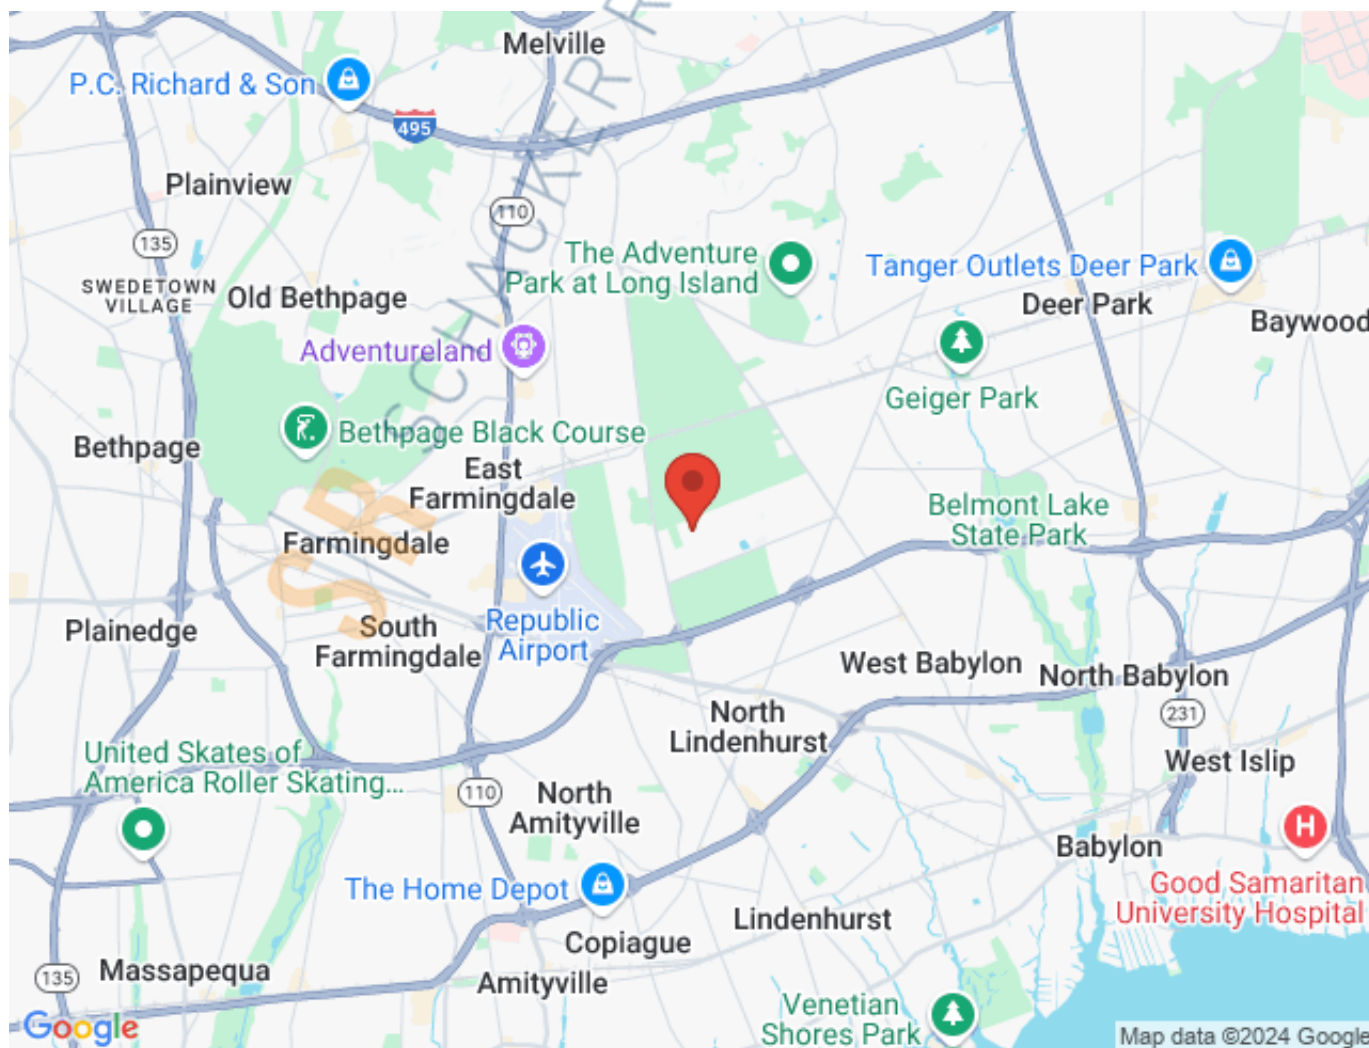 Melville
P.C. Richard & Son
495
Plainview
110
135
The Adventure
Park at Long Island
Tanger Outlets Deer Park
SWEDETOWN
VILLAGE
Old Bethpage
Deer Park
Baywood
Adventureland
Geiger Park
Bethpage Black Course
Bethpage
East
Farmingdale
Belmont Lake
State Park
Farmingdale
SIR
SCHACKER R
Republic
Airport
Plainedge
South
Farmingdale
West Babylon
North Babylon
North
Lindenhurst
231
United Skates of
America Roller Skating...
West Islip
110
North
Amityville
H
Babylon
The Home Depot
Good Samaritan
University Hospital
Lindenhurst
Copiague
135
Massapequa
Amityville
Venetian
Shores Park
Google
Map data ©2024 Google